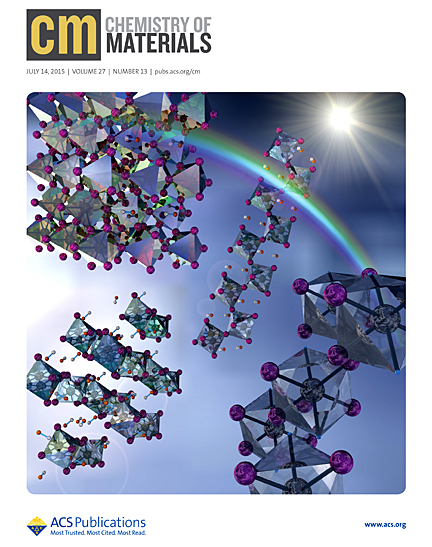 cm CHEMISTRY OF
MATERIALS
JULY 14, 2015 | VOLUME 27 | NUMBER 13 | pubs.acs.org/cm
ACS Publications
Most Trusted. Most Cited. Most Read.
www.acs.org